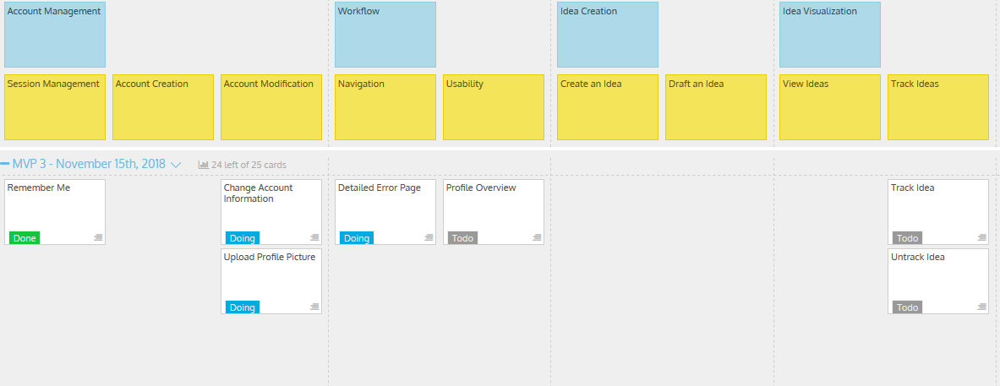 Account Management
Workflow
Idea Creation
Idea Visualization
Session Management
Account Creation
Account Modification
Navigation
Usability
Create an Idea
Draft an Idea
View Ideas
Track Ideas
MVP 3 - November 15th, 2018
24 left of 25 cards
Remember Me
Done
Change Account
Information
Doing
Detailed Error Page
Doing
Profile Overview
Todo
Track Idea
Todo
Upload Profile Picture
Doing
Untrack Idea
Todo